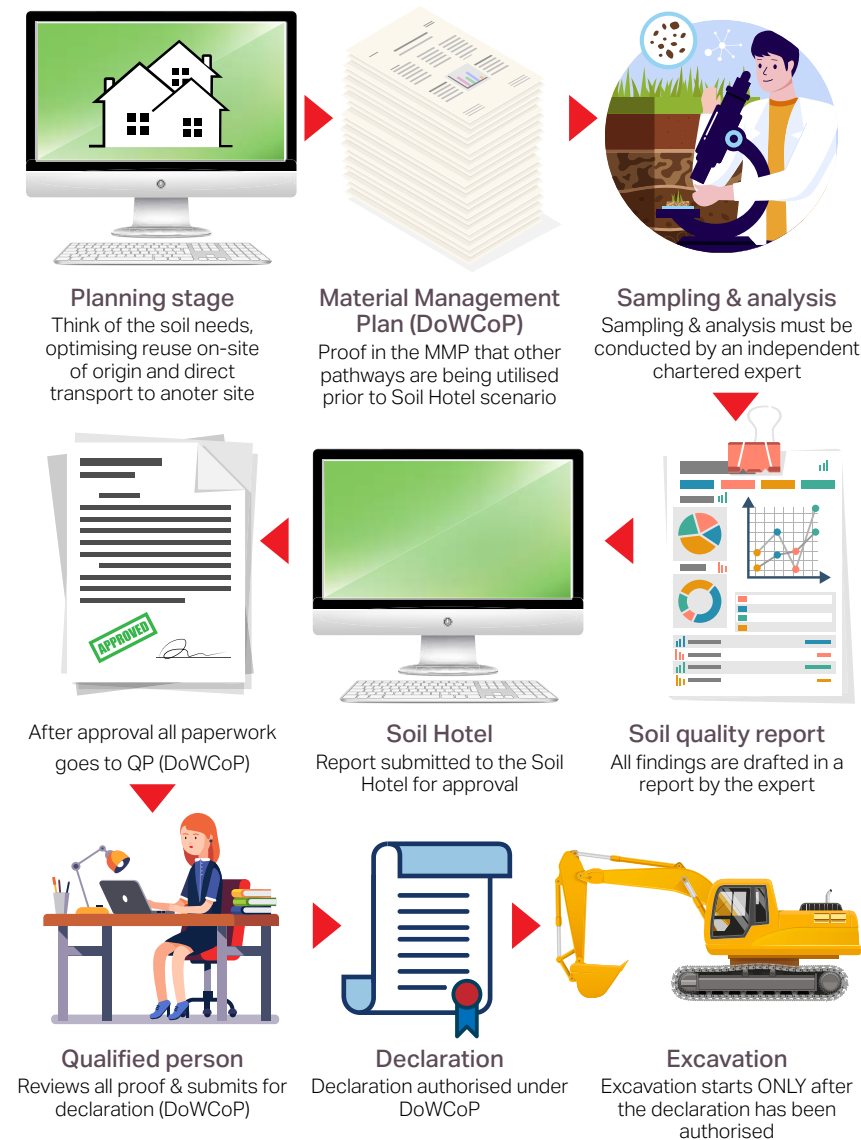 Planning stage
Think of the soil needs,
optimising reuse on-site
of origin and direct
transport to anoter site
Material Management
Plan (DoWCoP)
Proof in the MMP that other
pathways are being utilised
prior to Soil Hotel scenario
Sampling & analysis
Sampling & analysis must be
conducted by an independent
chartered expert
Soil quality report
All findings are drafted in a
report by the expert
Soil Hotel
Report submitted to the Soil
Hotel for approval
APPROVED
After approval all paperwork
goes to QP (DoWCoP)
Qualified person
Reviews all proof & submits for
declaration (DoWCoP)
Declaration
Declaration authorised under
DoWCoP
Excavation
Excavation starts ONLY after
the declaration has been
authorised